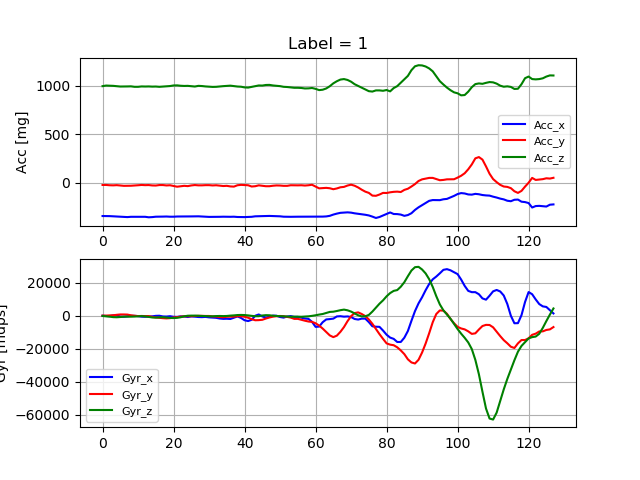 Label = 1
Acc [mg]
1000
500
0
Acc_x
Acc_y
Acc_z
0 20 40 60 80 100 120
Gyr [mdps]
20000
0
−20000
−40000
−60000
Gyr_x
Gyr_y
Gyr_z
0 20 40 60 80 100 120